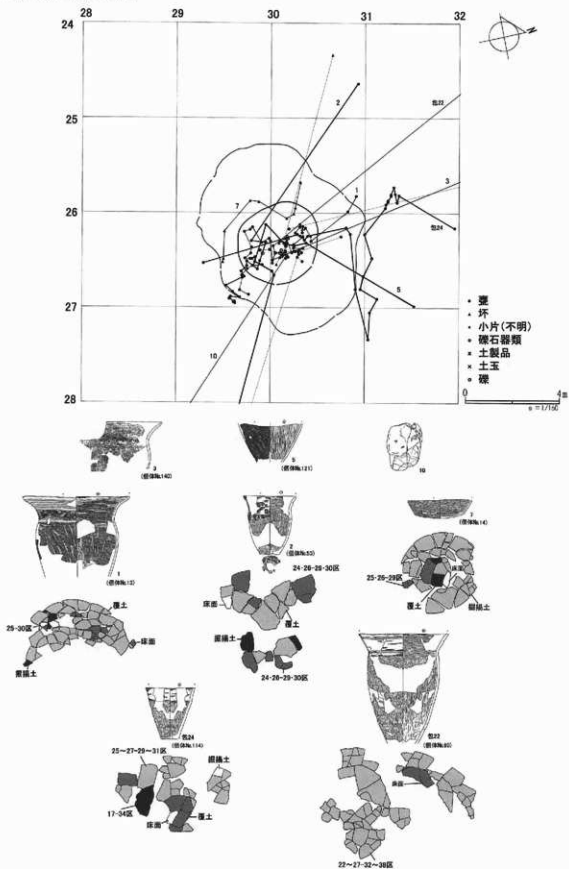 28 29 30 31 32
24
25
26
27
28
N
2
包22
3
7
1
包24
5
10
甕
坏
小片(不明)
礫石器類
土製品
土玉
礫
0 4m
s=1/160
3
(個体No.140)
5
(個体No.121)
10
1
(個体No.13)
2
(個体No.53)
7
(個体No.14)
24-26-29-30区
25-26-29区
床面
覆土
掘揚土
床面
覆土
25-30区
覆土
床面
掘揚土
掘揚土
24-26-29-30区
包24
(個体No.114)
包22
25~27-29~31区
掘揚土
17-34区
床面
覆土
床面
22~27-32~38区